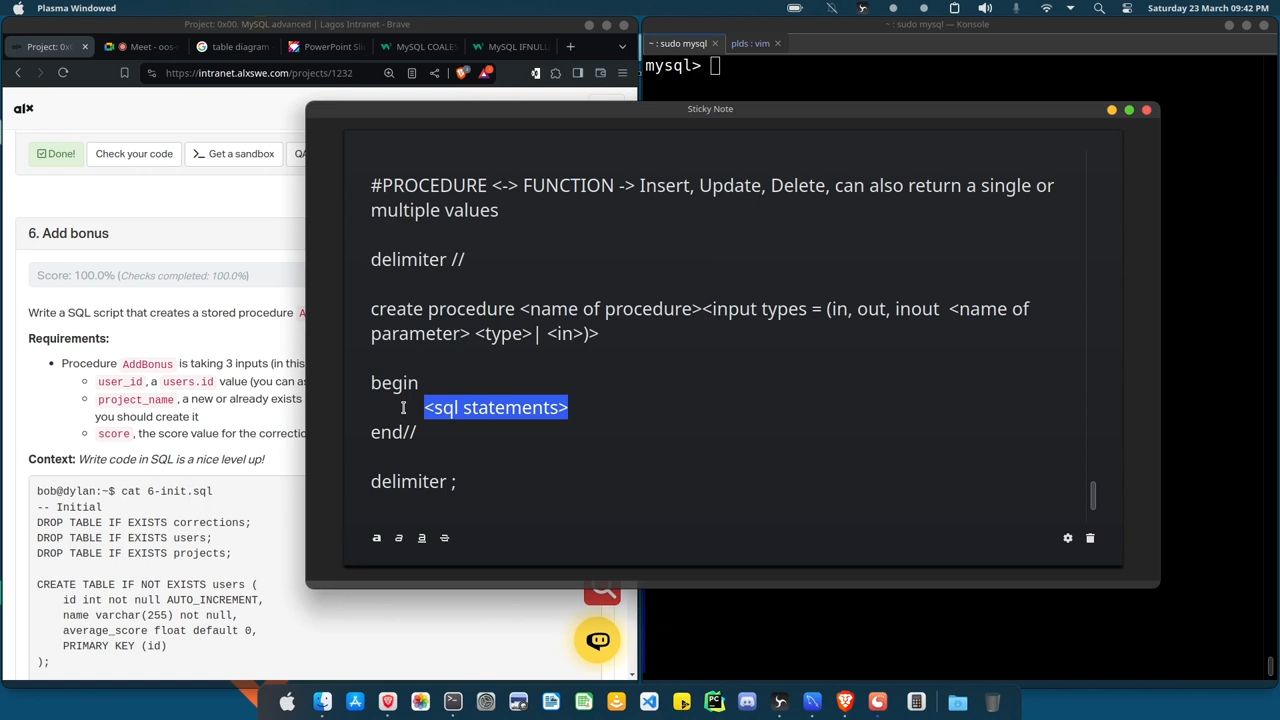 Plasma Windowed
Saturday 23 March 09:42 PM
Project: 0x00. MySQL advanced | Lagos Intranet - Brave
~ : sudo mysql — Konsole
Project: 0x0
Meet - oos-
table diagram
PowerPoint Sli
MySQL COALES
MySQL IFNULL
~ : sudo mysql
plds : vim
https://intranet.alxswe.com/projects/1232
mysql>
alx
Sticky Note
Done!
Check your code
Get a sandbox
QA
#PROCEDURE <-> FUNCTION -> Insert, Update, Delete, can also return a single or
multiple values
delimiter //
create procedure <name of procedure><input types = (in, out, inout <name of
parameter> <type>| <in>)>
begin
<sql statements>
end//
delimiter ;
a a a S
6. Add bonus
Score: 100.0% (Checks completed: 100.0%)
Write a SQL script that creates a stored procedure A
Requirements:
Procedure AddBonus is taking 3 inputs (in this
user_id, a users.id value (you can as
project_name, a new or already exists
you should create it
score, the score value for the correctio
Context: Write code in SQL is a nice level up!
bob@dylan:~$ cat 6-init.sql
-- Initial
DROP TABLE IF EXISTS corrections;
DROP TABLE IF EXISTS users;
DROP TABLE IF EXISTS projects;
CREATE TABLE IF NOT EXISTS users (
id int not null AUTO_INCREMENT,
name varchar(255) not null,
average_score float default 0,
PRIMARY KEY (id)
);